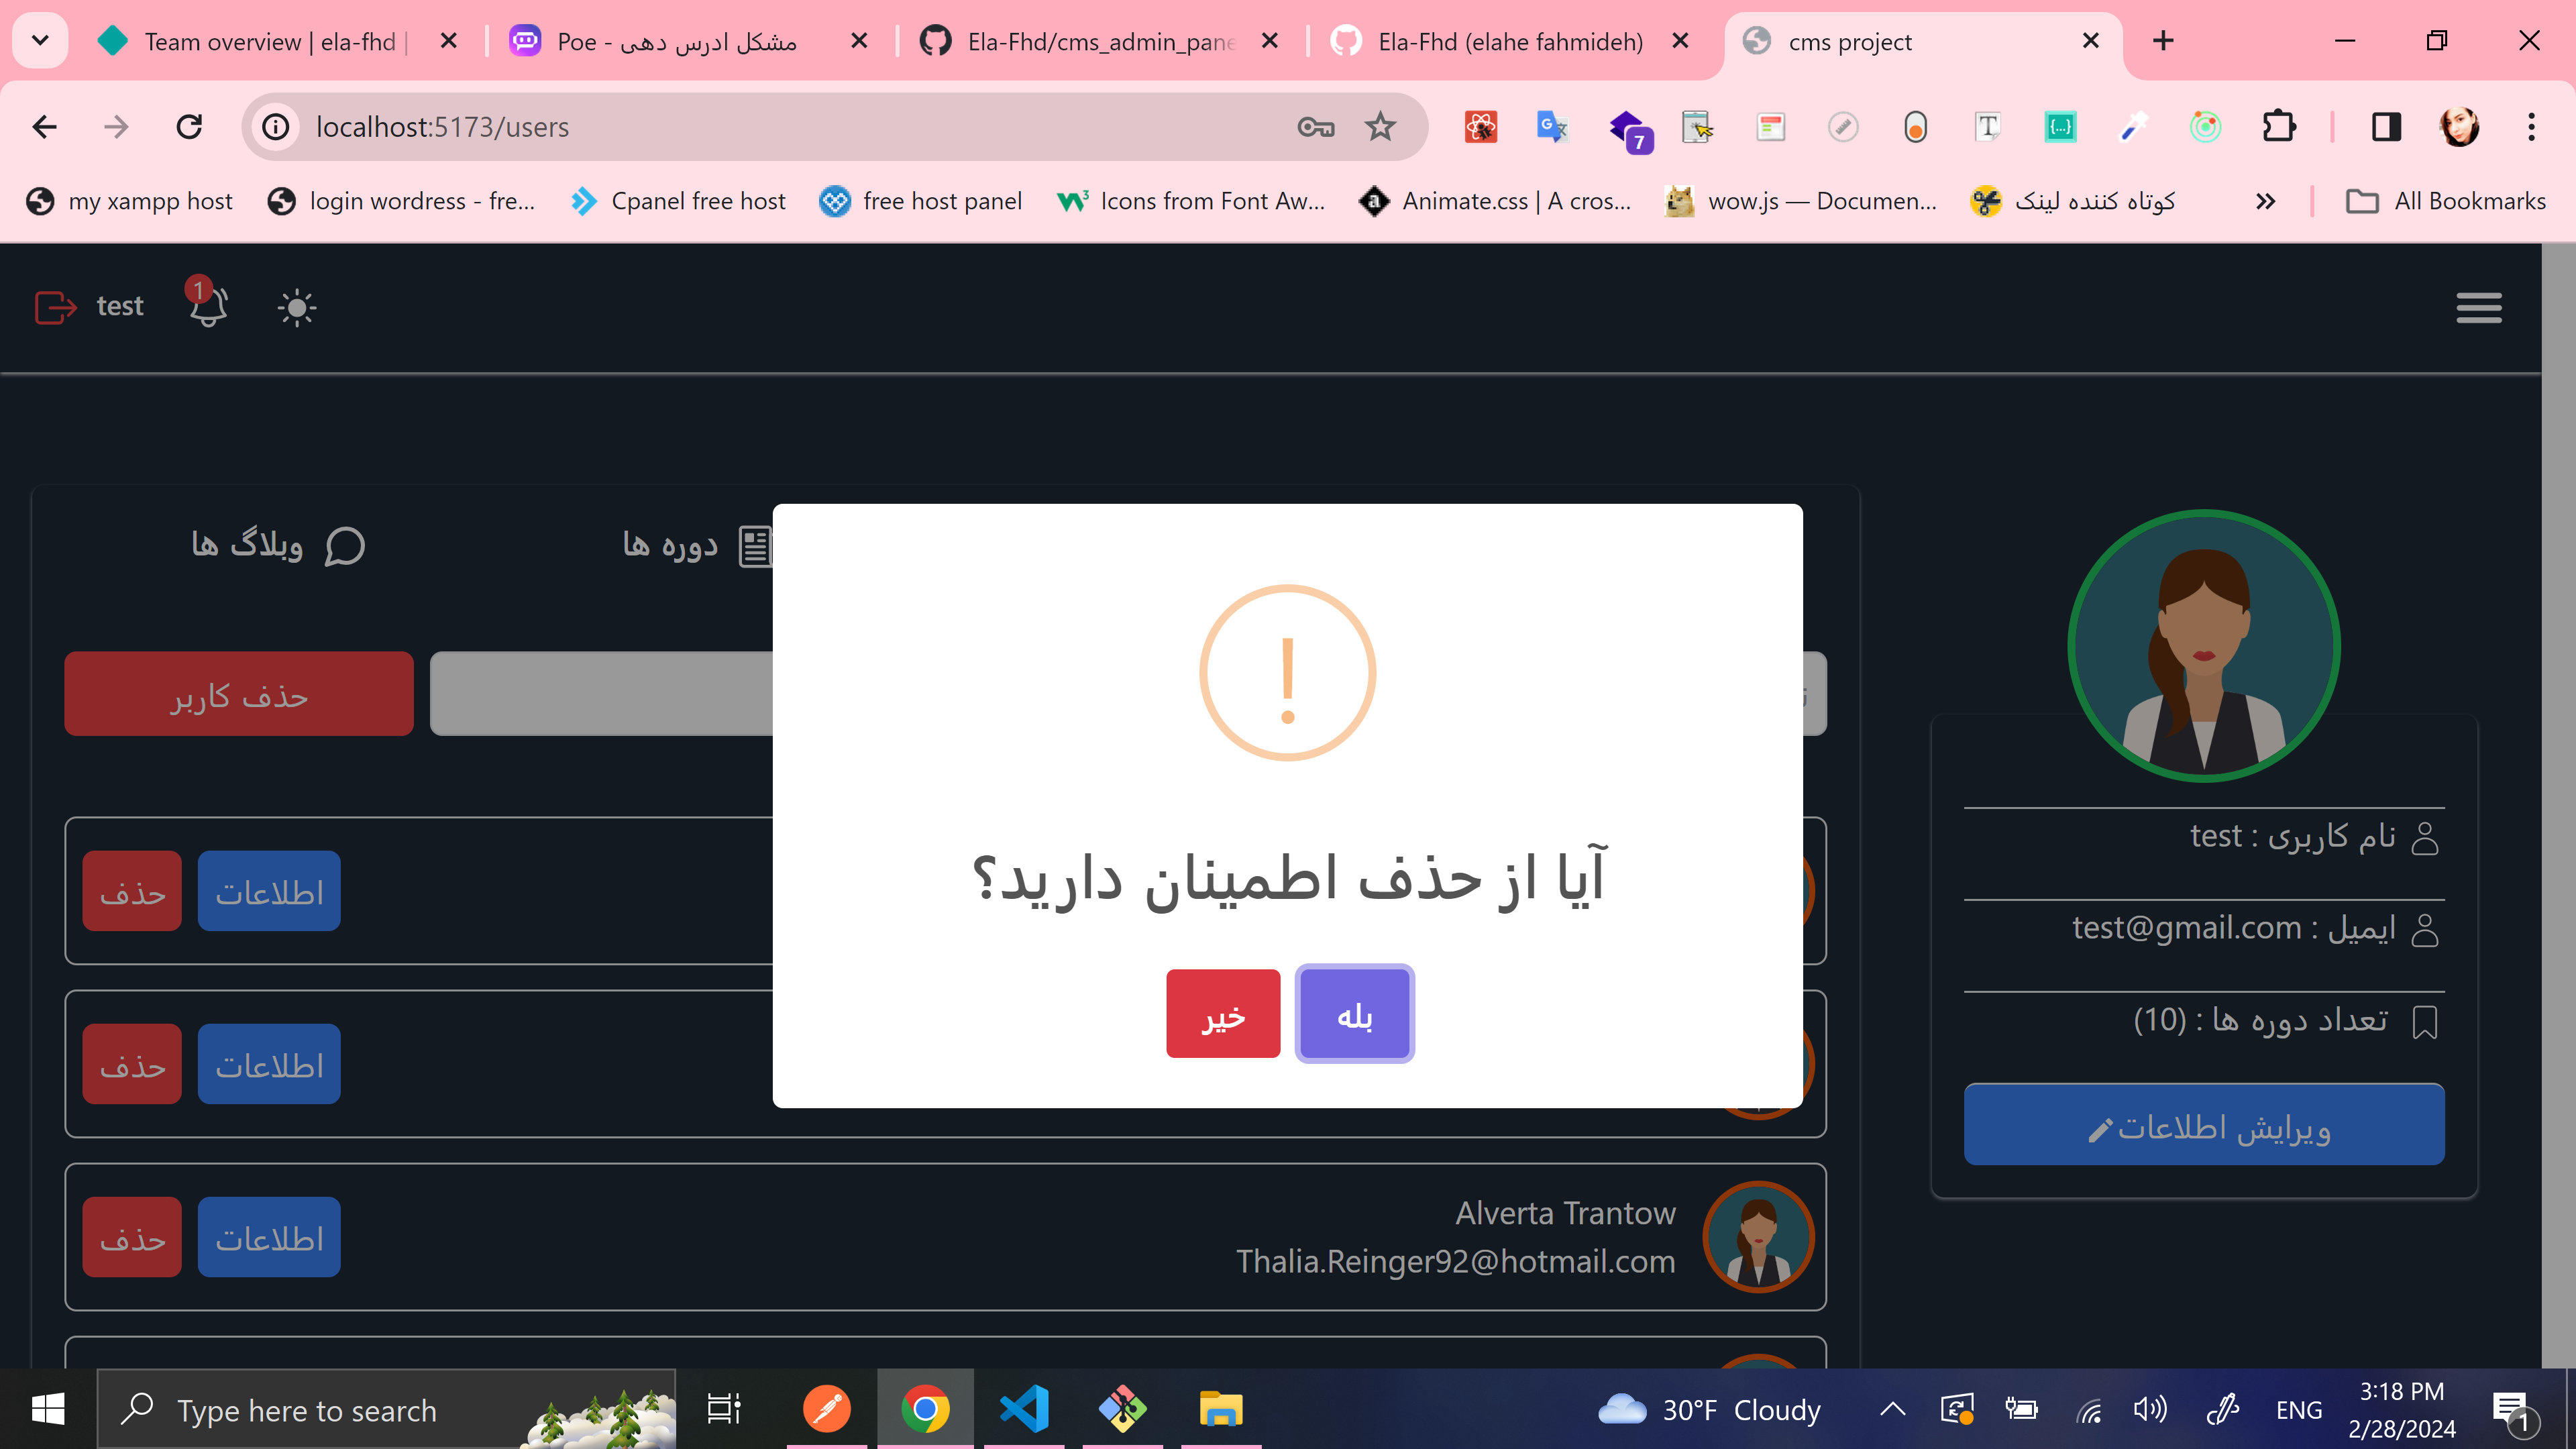 Team overview | ela-fhd |
Poe - مشکل ادرس دهی
Ela-Fhd/cms_admin_pane
Ela-Fhd (elahe fahmideh)
cms project
localhost:5173/users
7
my xampp host
login wordress - fre...
Cpanel free host
free host panel
Icons from Font Aw...
Animate.css | A cros...
wow.js — Documen...
کوتاه کننده لینک
All Bookmarks
test
1
دوره ها
وبلاگ ها
حذف کاربر
آیا از حذف اطمینان دارید؟
بله
خیر
اطلاعات
حذف
اطلاعات
حذف
Alverta Trantow
Thalia.Reinger92@hotmail.com
اطلاعات
حذف
نام کاربری : test
ایمیل : test@gmail.com
تعداد دوره ها : (10)
ویرایش اطلاعات
Type here to search
30°F Cloudy
ENG
3:18 PM
2/28/2024
1